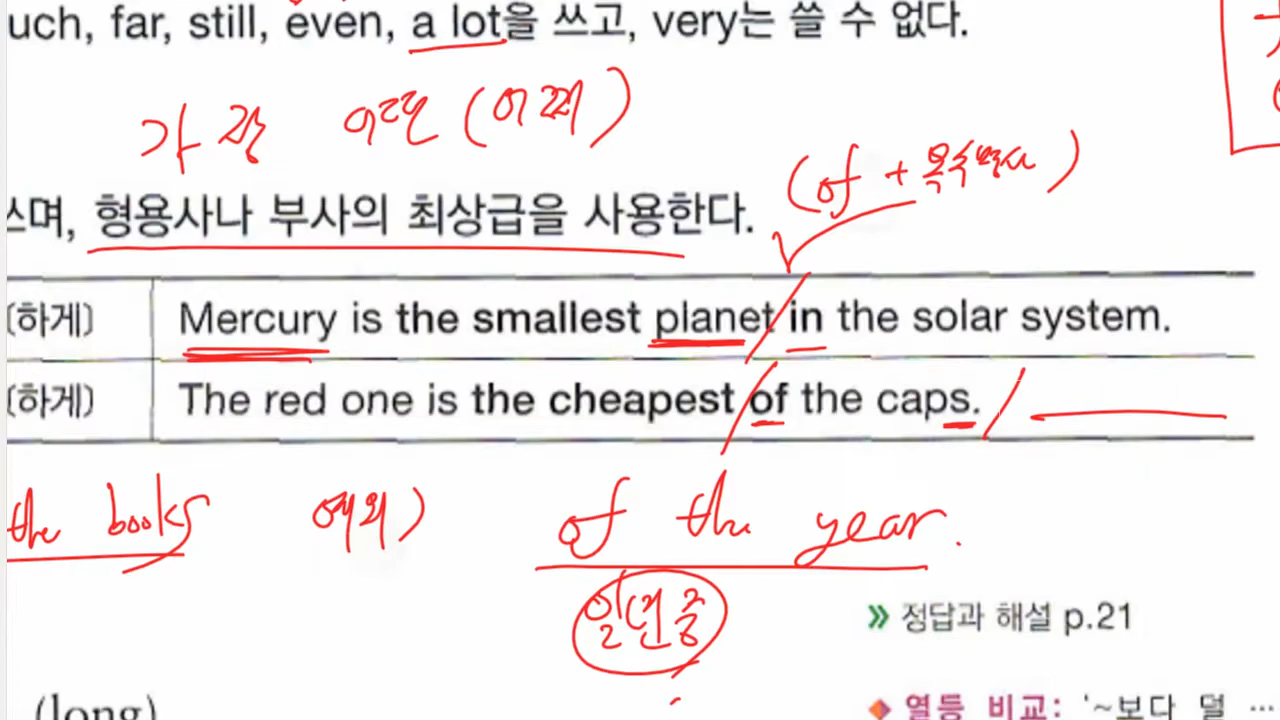 uch, far, still, even, a lot을 쓰고, very는 쓸 수 없다.
가장 어떤 (어찌)
(of + 복수명사)
쓰며, 형용사나 부사의 최상급을 사용한다.
(하게) Mercury is the smallest planet in the solar system.
(하게) The red one is the cheapest of the caps.
the books 예외) of the year.
일년중
» 정답과 해설 p.21
(long) ◆ 열등 비교: '~보다 덜 …